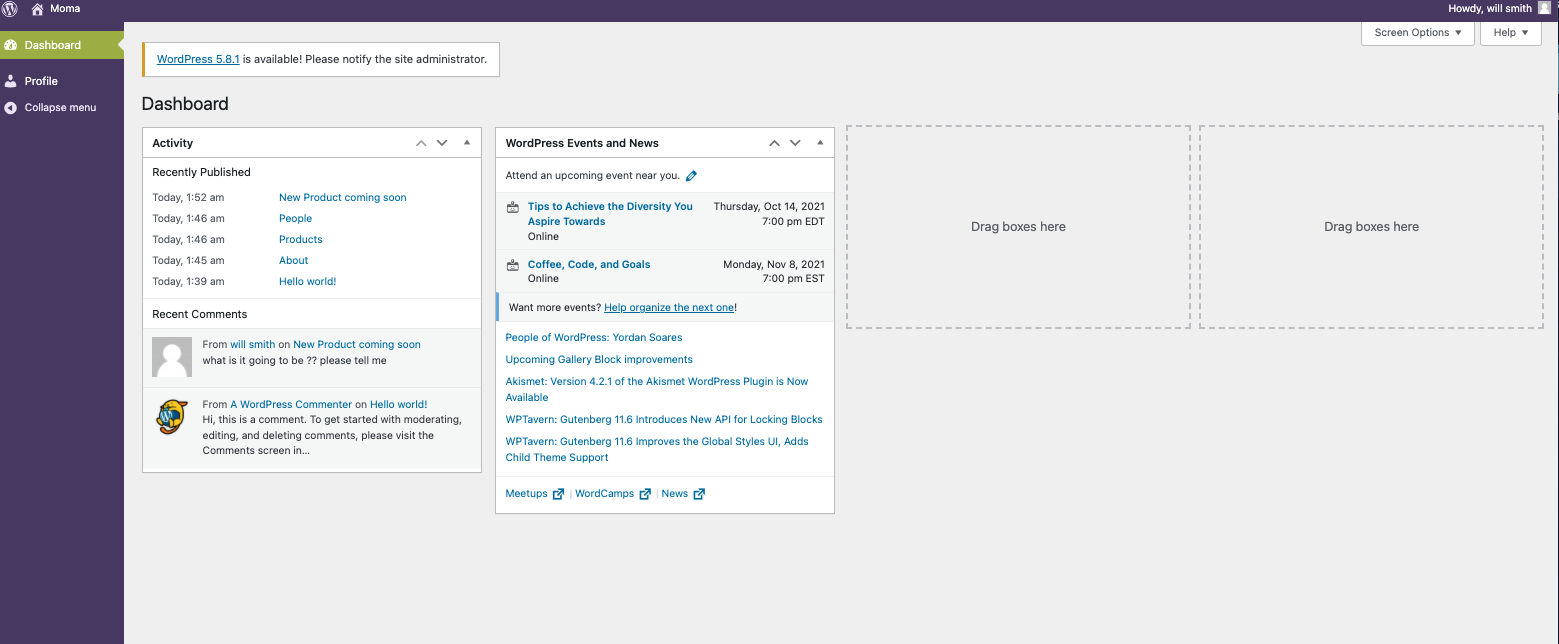 Moma
Howdy, will smith
Dashboard
Profile
Collapse menu
Screen Options
Help
WordPress 5.8.1 is available! Please notify the site administrator.
Dashboard
Activity
Recently Published
Today, 1:52 am New Product coming soon
Today, 1:46 am People
Today, 1:46 am Products
Today, 1:45 am About
Today, 1:39 am Hello world!
Recent Comments
From will smith on New Product coming soon
what is it going to be ?? please tell me
From A WordPress Commenter on Hello world!
Hi, this is a comment. To get started with moderating,
editing, and deleting comments, please visit the
Comments screen in…
WordPress Events and News
Attend an upcoming event near you.
Tips to Achieve the Diversity You Thursday, Oct 14, 2021
Aspire Towards 7:00 pm EDT
Online
Coffee, Code, and Goals Monday, Nov 8, 2021
Online 7:00 pm EST
Want more events? Help organize the next one!
People of WordPress: Yordan Soares
Upcoming Gallery Block improvements
Akismet: Version 4.2.1 of the Akismet WordPress Plugin is Now
Available
WPTavern: Gutenberg 11.6 Introduces New API for Locking Blocks
WPTavern: Gutenberg 11.6 Improves the Global Styles UI, Adds
Child Theme Support
Meetups | WordCamps | News
Drag boxes here
Drag boxes here